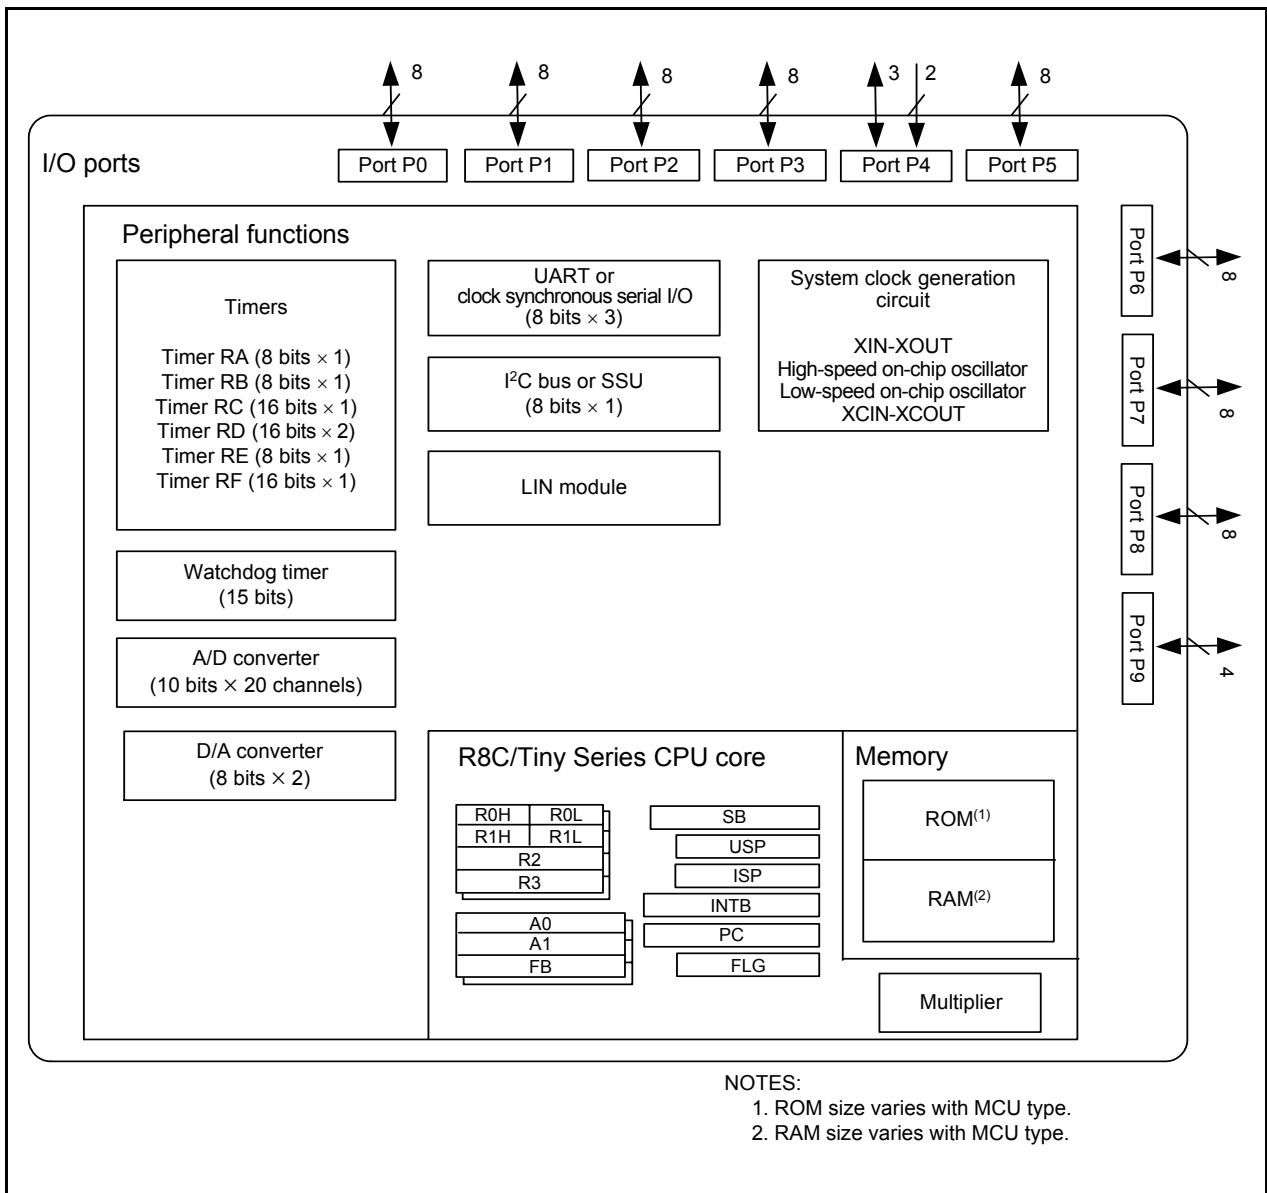 8
8
8
8
3
2
8
I/O ports
Port P0
Port P1
Port P2
Port P3
Port P4
Port P5
Port P6
8
Port P7
8
Port P8
8
Port P9
4
Peripheral functions
Timers
Timer RA (8 bits × 1)
Timer RB (8 bits × 1)
Timer RC (16 bits × 1)
Timer RD (16 bits × 2)
Timer RE (8 bits × 1)
Timer RF (16 bits × 1)
UART or
clock synchronous serial I/O
(8 bits × 3)
I²C bus or SSU
(8 bits × 1)
LIN module
System clock generation
circuit
XIN-XOUT
High-speed on-chip oscillator
Low-speed on-chip oscillator
XCIN-XCOUT
Watchdog timer
(15 bits)
A/D converter
(10 bits × 20 channels)
D/A converter
(8 bits × 2)
R8C/Tiny Series CPU core
R0H
R0L
R1H
R1L
R2
R3
A0
A1
FB
SB
USP
ISP
INTB
PC
FLG
Memory
ROM(1)
RAM(2)
Multiplier
NOTES:
1. ROM size varies with MCU type.
2. RAM size varies with MCU type.